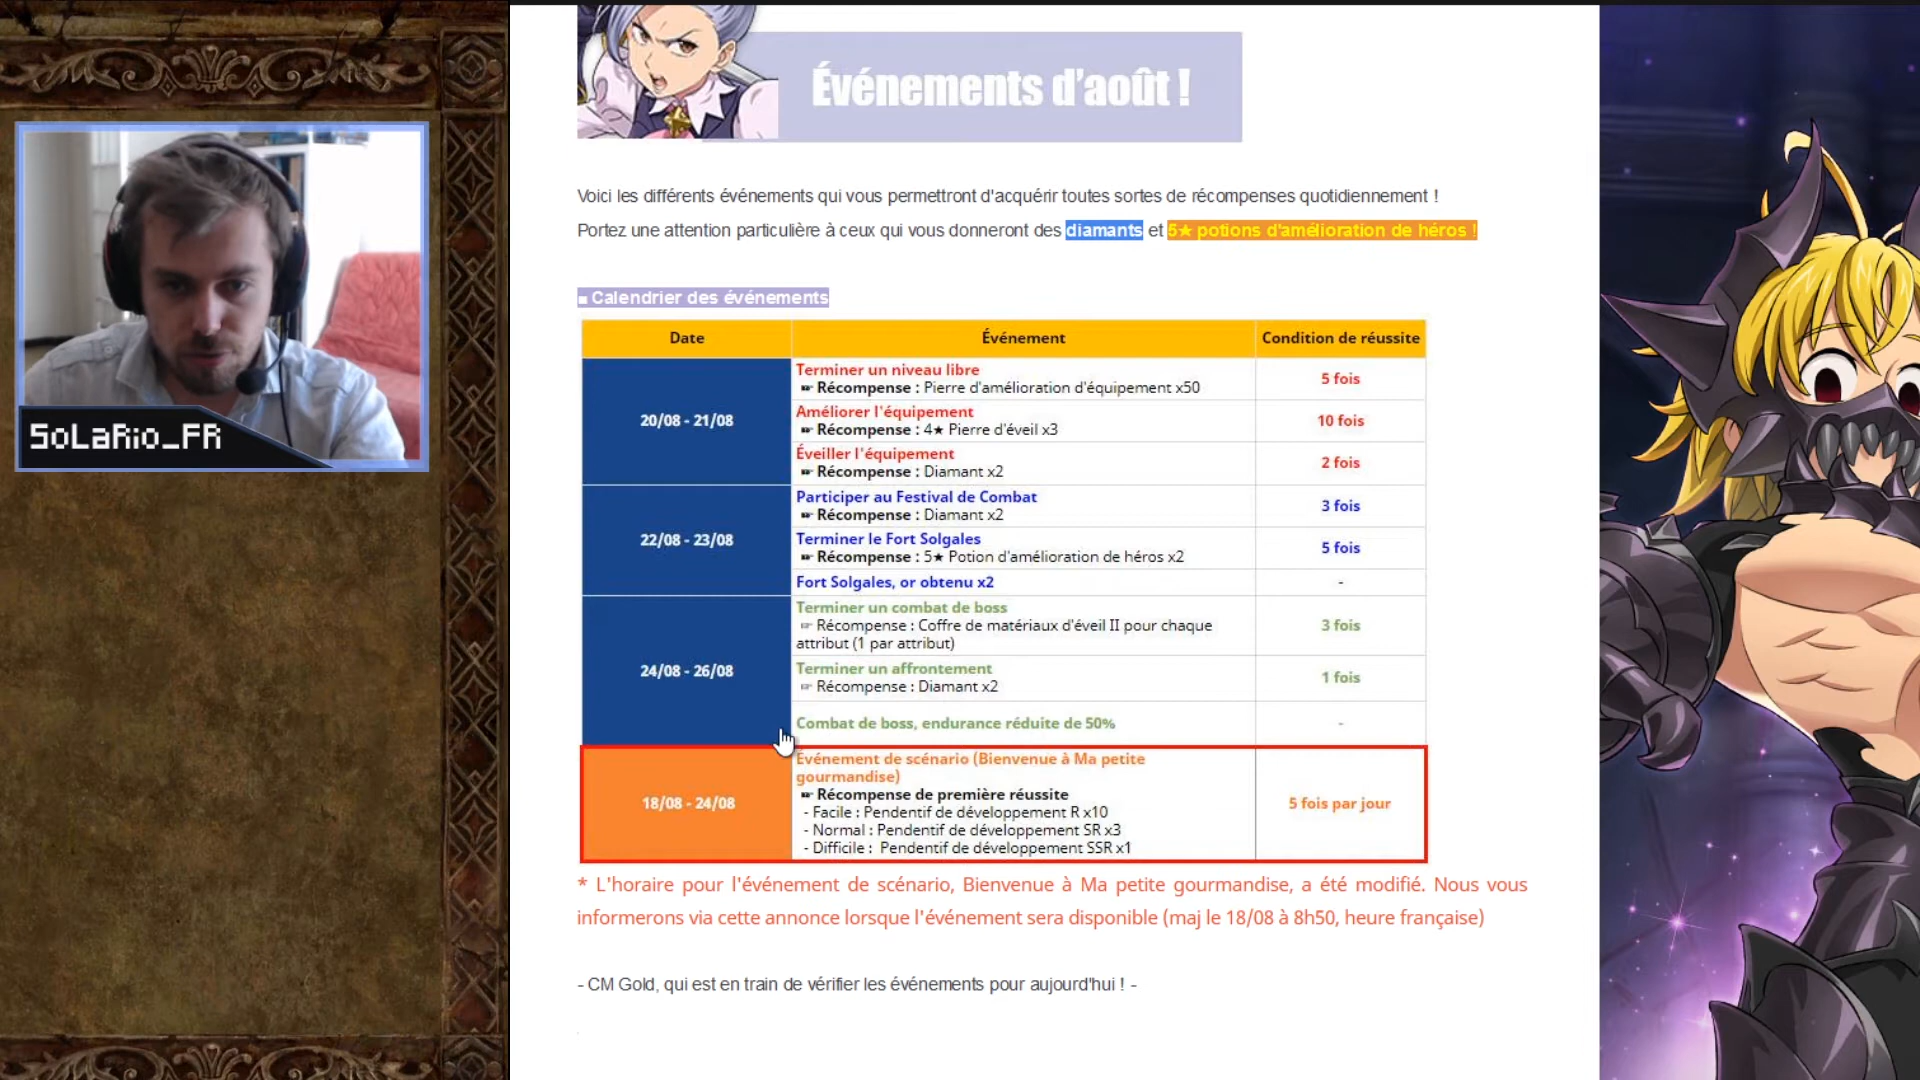 Événements d'août !
Voici les différents événements qui vous permettront d'acquérir toutes sortes de récompenses quotidiennement !
Portez une attention particulière à ceux qui vous donneront des diamants et 5★ potions d'amélioration de héros !
■ Calendrier des événements
Date Événement Condition de réussite
20/08 - 21/08
Terminer un niveau libre
☛ Récompense : Pierre d'amélioration d'équipement x50
5 fois
Améliorer l'équipement
☛ Récompense : 4★ Pierre d'éveil x3
10 fois
Éveiller l'équipement
☛ Récompense : Diamant x2
2 fois
22/08 - 23/08
Participer au Festival de Combat
☛ Récompense : Diamant x2
3 fois
Terminer le Fort Solgales
☛ Récompense : 5★ Potion d'amélioration de héros x2
5 fois
Fort Solgales, or obtenu x2
-
24/08 - 26/08
Terminer un combat de boss
☞ Récompense : Coffre de matériaux d'éveil II pour chaque
attribut (1 par attribut)
3 fois
Terminer un affrontement
☞ Récompense : Diamant x2
1 fois
Combat de boss, endurance réduite de 50%
-
18/08 - 24/08
Événement de scénario (Bienvenue à Ma petite
gourmandise)
☛ Récompense de première réussite
- Facile : Pendentif de développement R x10
- Normal : Pendentif de développement SR x3
- Difficile : Pendentif de développement SSR x1
5 fois par jour
* L'horaire pour l'événement de scénario, Bienvenue à Ma petite gourmandise, a été modifié. Nous vous
informerons via cette annonce lorsque l'événement sera disponible (maj le 18/08 à 8h50, heure française)
- CM Gold, qui est en train de vérifier les événements pour aujourd'hui ! -
SoLaRio_FR